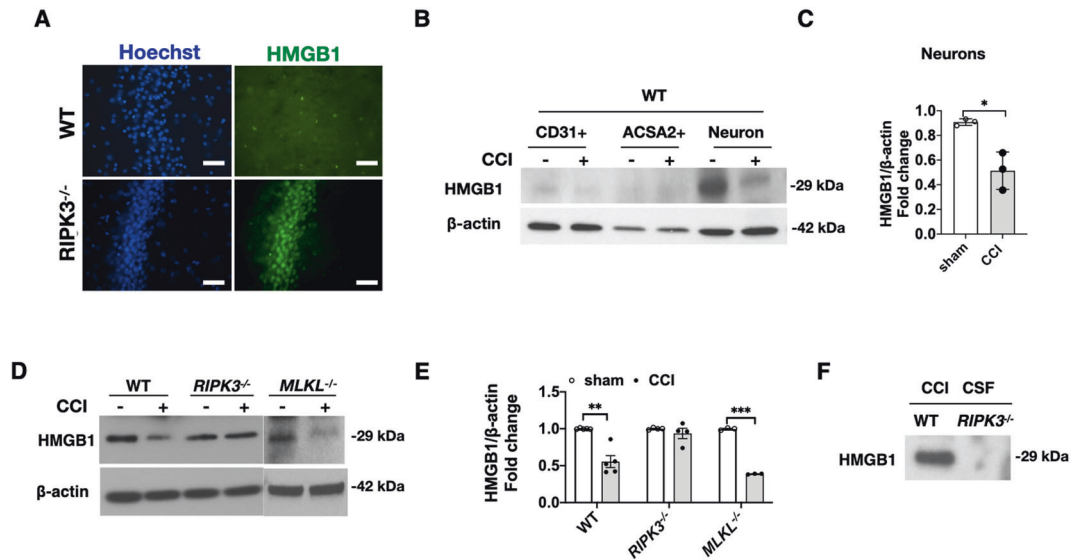 A
Hoechst HMGB1
WT
RIPK3-/-
B
WT
CD31+ ACSA2+ Neuron
CCI - + - + - +
HMGB1 -29 kDa
β-actin -42 kDa
C
Neurons
*
HMGB1/β-actin
Fold change
1.0
0.8
0.6
0.4
0.2
0.0
sham CCI
D
WT RIPK3-/- MLKL-/-
CCI - + - + - +
HMGB1 -29 kDa
β-actin -42 kDa
E
sham CCI
HMGB1/β-actin
Fold change
1.5
1.0
0.5
0.0
** ***
WT RIPK3-/- MLKL-/-
F
CCI CSF
WT RIPK3-/-
HMGB1 -29 kDa